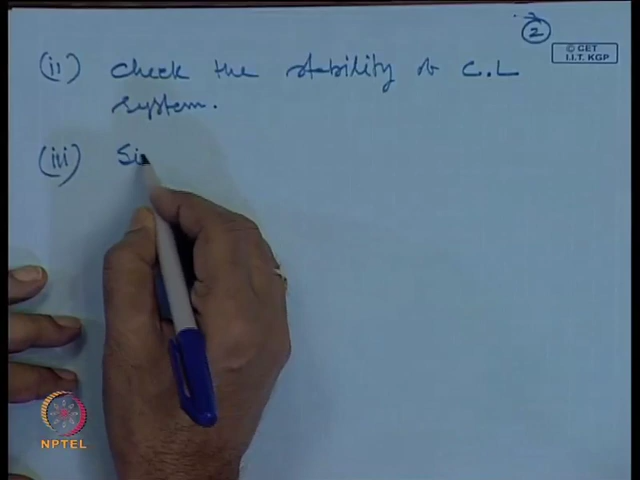 2
© CET
I.I.T. KGP
(ii) Check the stability of C.L
system.
(iii) Si
NPTEL